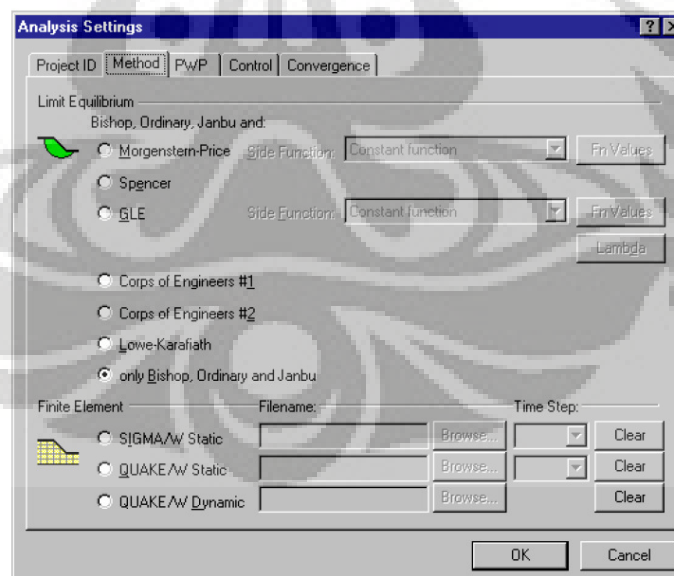 Analysis Settings
Project ID Method PWP Control Convergence
Limit Equilibrium
Bishop, Ordinary, Janbu and:
Morgenstern-Price Side Function: Constant function Fn Values
Spencer
GLE Side Function: Constant function Fn Values
Lambda
Corps of Engineers #1
Corps of Engineers #2
Lowe-Karafiath
only Bishop, Ordinary and Janbu
Finite Element Filename: Time Step:
SIGMA/W Static Browse... Clear
QUAKE/W Static Browse... Clear
QUAKE/W Dynamic Browse... Clear
OK Cancel